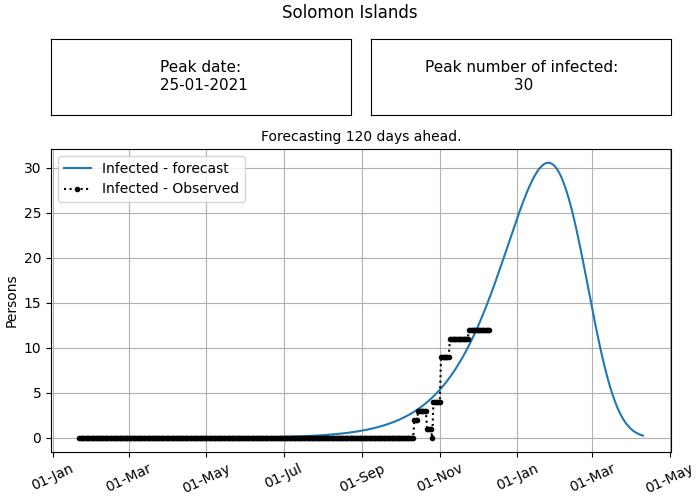 Solomon Islands
Peak date:
25-01-2021
Peak number of infected:
30
Forecasting 120 days ahead.
Infected - forecast
Infected - Observed
Persons
30
25
20
15
10
5
0
01-Jan
01-Mar
01-May
01-Jul
01-Sep
01-Nov
01-Jan
01-Mar
01-May